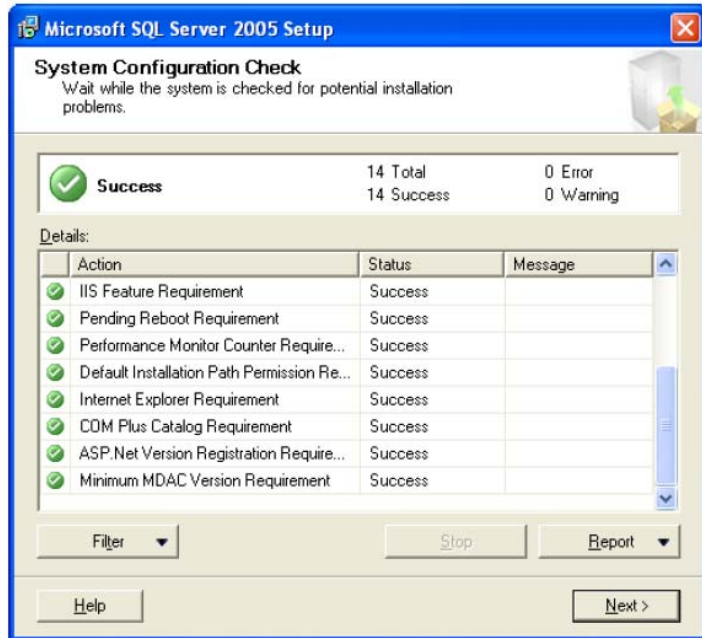 Microsoft SQL Server 2005 Setup
System Configuration Check
Wait while the system is checked for potential installation
problems.
Success
14 Total
0 Error
14 Success
0 Warning
Details:
Action Status Message
IIS Feature Requirement Success
Pending Reboot Requirement Success
Performance Monitor Counter Require... Success
Default Installation Path Permission Re... Success
Internet Explorer Requirement Success
COM Plus Catalog Requirement Success
ASP.Net Version Registration Require... Success
Minimum MDAC Version Requirement Success
Filter Stop Report
Help Next >